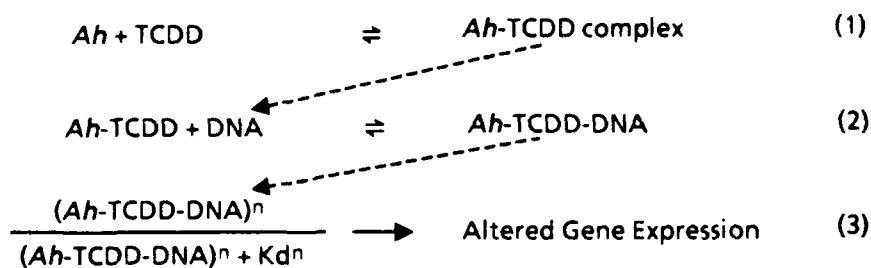 Ah + TCDD ⇌ Ah-TCDD complex (1)
Ah-TCDD + DNA ⇌ Ah-TCDD-DNA (2)
(Ah-TCDD-DNA)ⁿ
(Ah-TCDD-DNA)ⁿ + Kdⁿ → Altered Gene Expression (3)